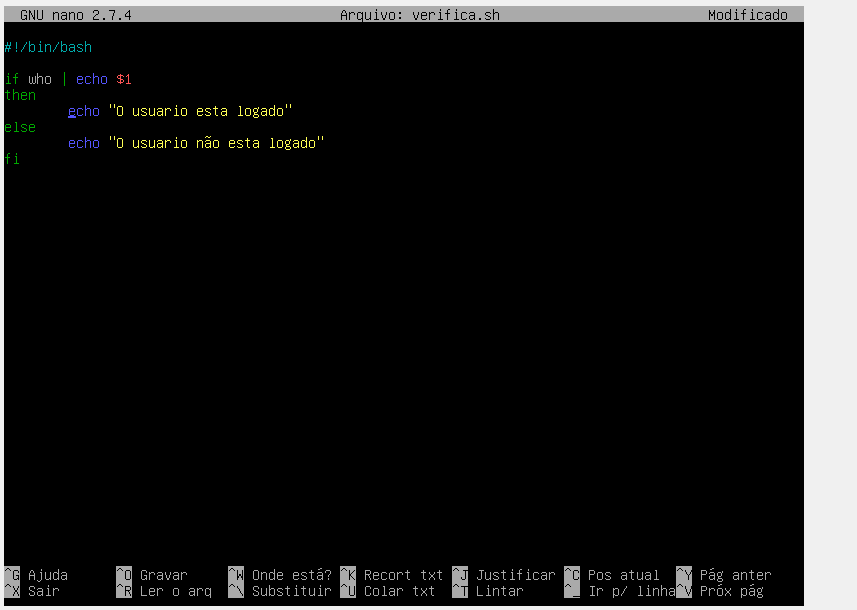 GNU nano 2.7.4 Arquivo: verifica.sh Modificado
#!/bin/bash
if who | echo $1
then
echo "O usuario esta logado"
else
echo "O usuario não esta logado"
fi
^G Ajuda ^O Gravar ^W Onde está? ^K Recort txt ^J Justificar ^C Pos atual ^Y Pág anter
^X Sair ^R Ler o arq ^\ Substituir ^U Colar txt ^T Lintar ^_ Ir p/ linha ^V Próx pág